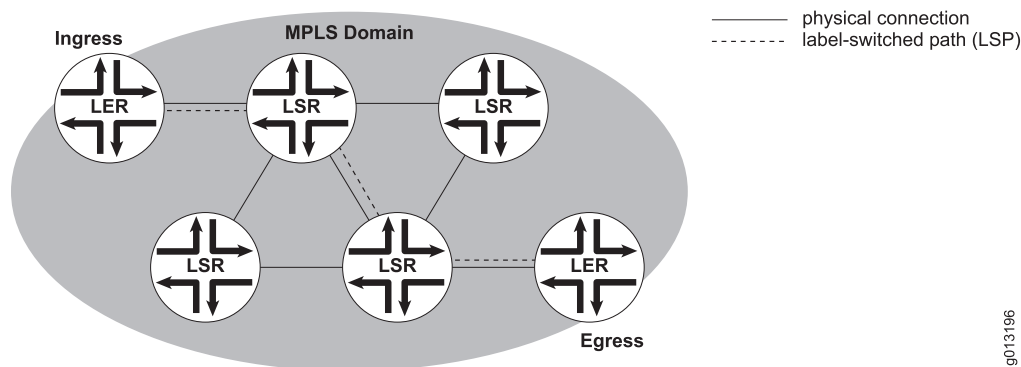 Ingress
MPLS Domain
physical connection
label-switched path (LSP)
LER
LSR
LSR
LSR
LSR
LER
Egress
g013196